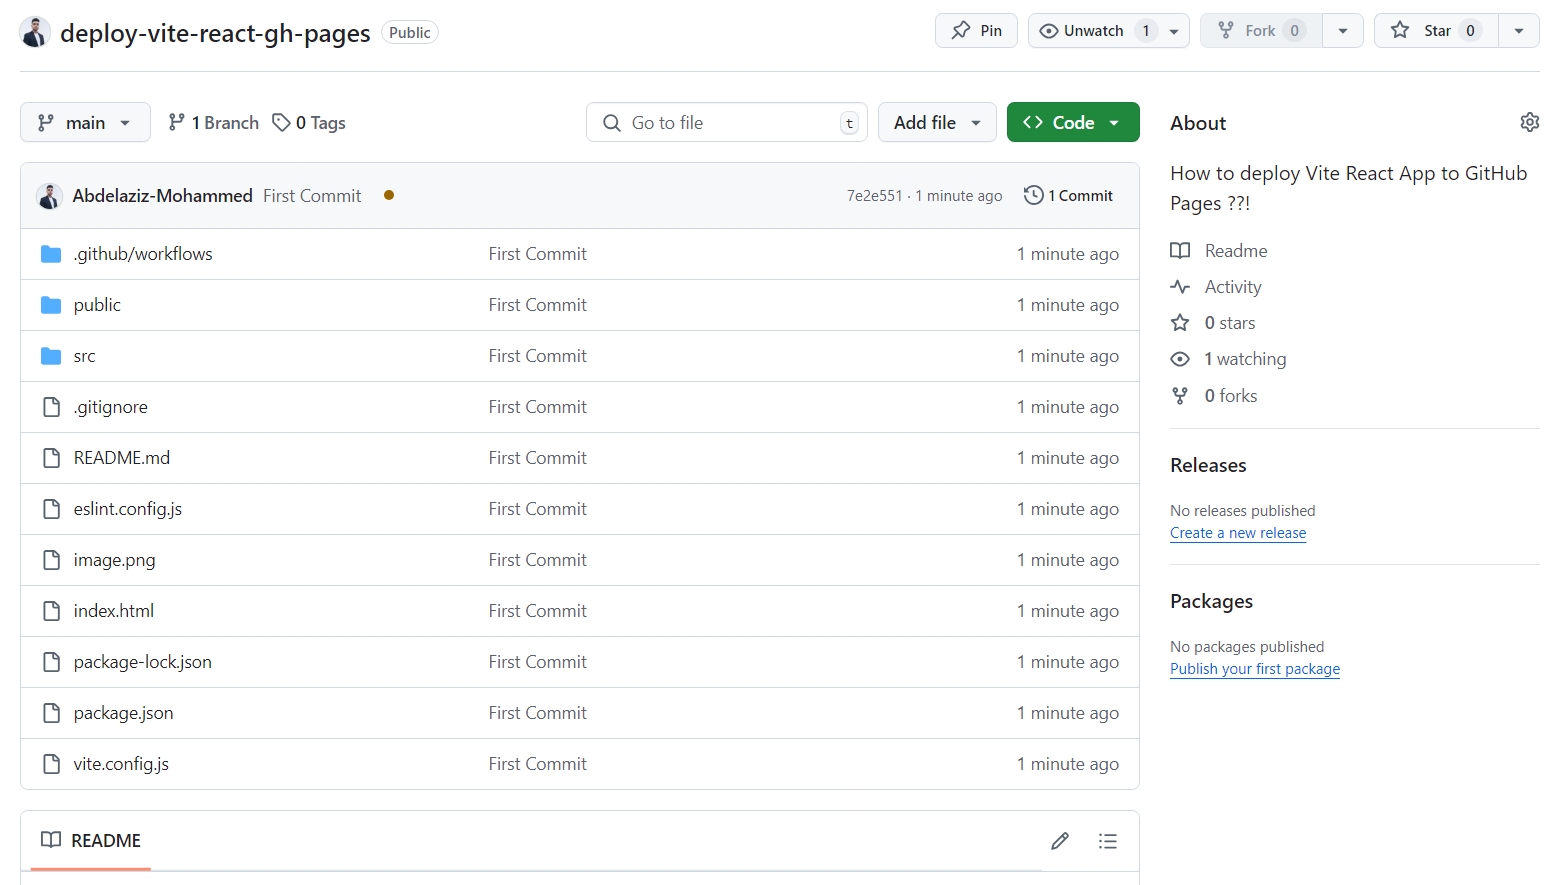 deploy-vite-react-gh-pages Public Pin Unwatch 1 Fork 0 Star 0
main 1 Branch 0 Tags Go to file t Add file Code
Abdelaziz-Mohammed First Commit 7e2e551 · 1 minute ago 1 Commit
.github/workflows First Commit 1 minute ago
public First Commit 1 minute ago
src First Commit 1 minute ago
.gitignore First Commit 1 minute ago
README.md First Commit 1 minute ago
eslint.config.js First Commit 1 minute ago
image.png First Commit 1 minute ago
index.html First Commit 1 minute ago
package-lock.json First Commit 1 minute ago
package.json First Commit 1 minute ago
vite.config.js First Commit 1 minute ago
README
About
How to deploy Vite React App to GitHub
Pages ??!
Readme
Activity
0 stars
1 watching
0 forks
Releases
No releases published
Create a new release
Packages
No packages published
Publish your first package